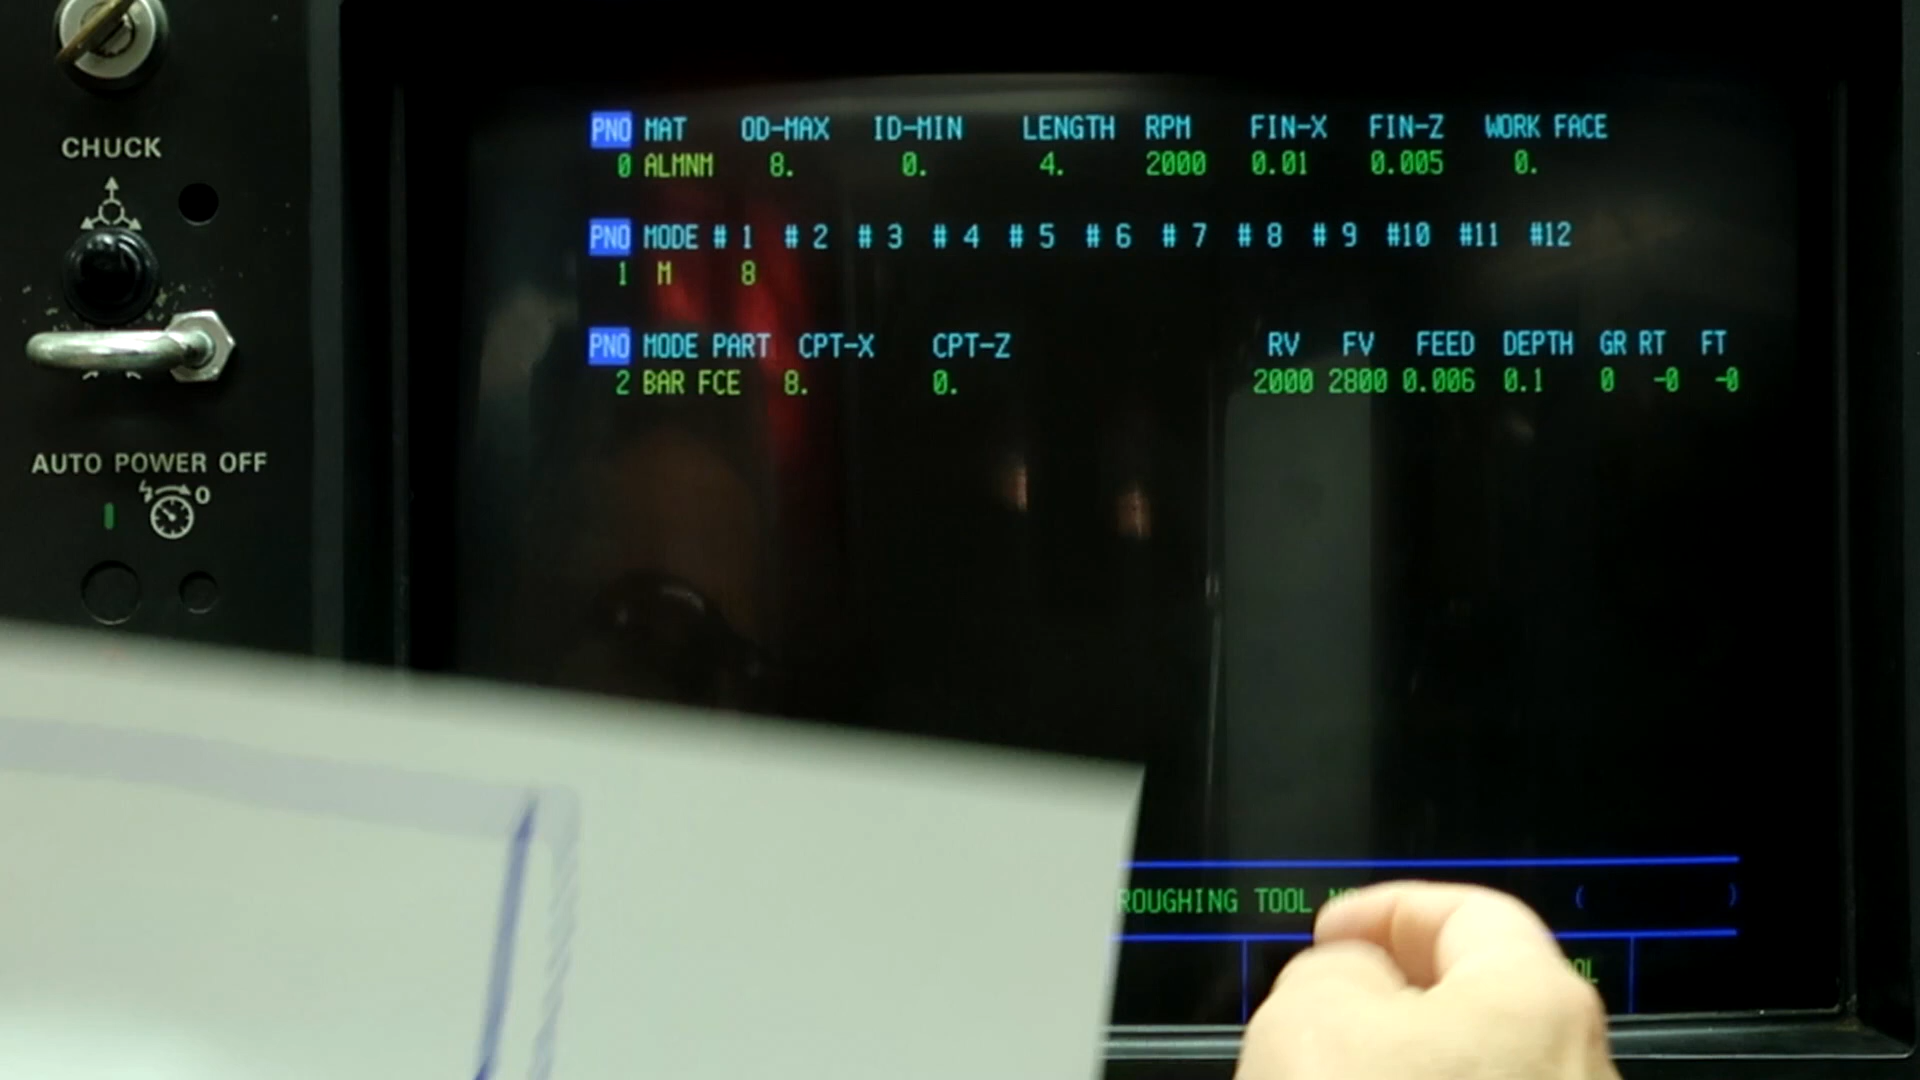 CHUCK
AUTO POWER OFF
0
PNO MAT OD-MAX ID-MIN LENGTH RPM FIN-X FIN-Z WORK FACE
0 ALMNM 8. 0. 4. 2000 0.01 0.005 0.
PNO MODE # 1 # 2 # 3 # 4 # 5 # 6 # 7 # 8 # 9 #10 #11 #12
1 M 8
PNO MODE PART CPT-X CPT-Z RV FV FEED DEPTH GR RT FT
2 BAR FCE 8. 0. 2000 2800 0.006 0.1 0 -0 -0
ROUGHING TOOL ( )